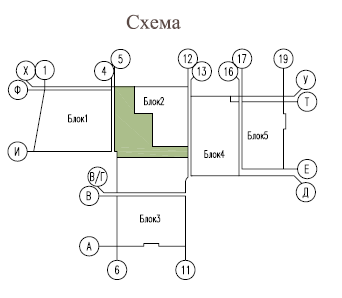 Схема
5
12
17
19
Х
1
4
13
16
У
Ф
Т
Блок2
Блок1
Блок5
И
Блок4
Е
В/Г
Д
В
Блок3
А
6
11